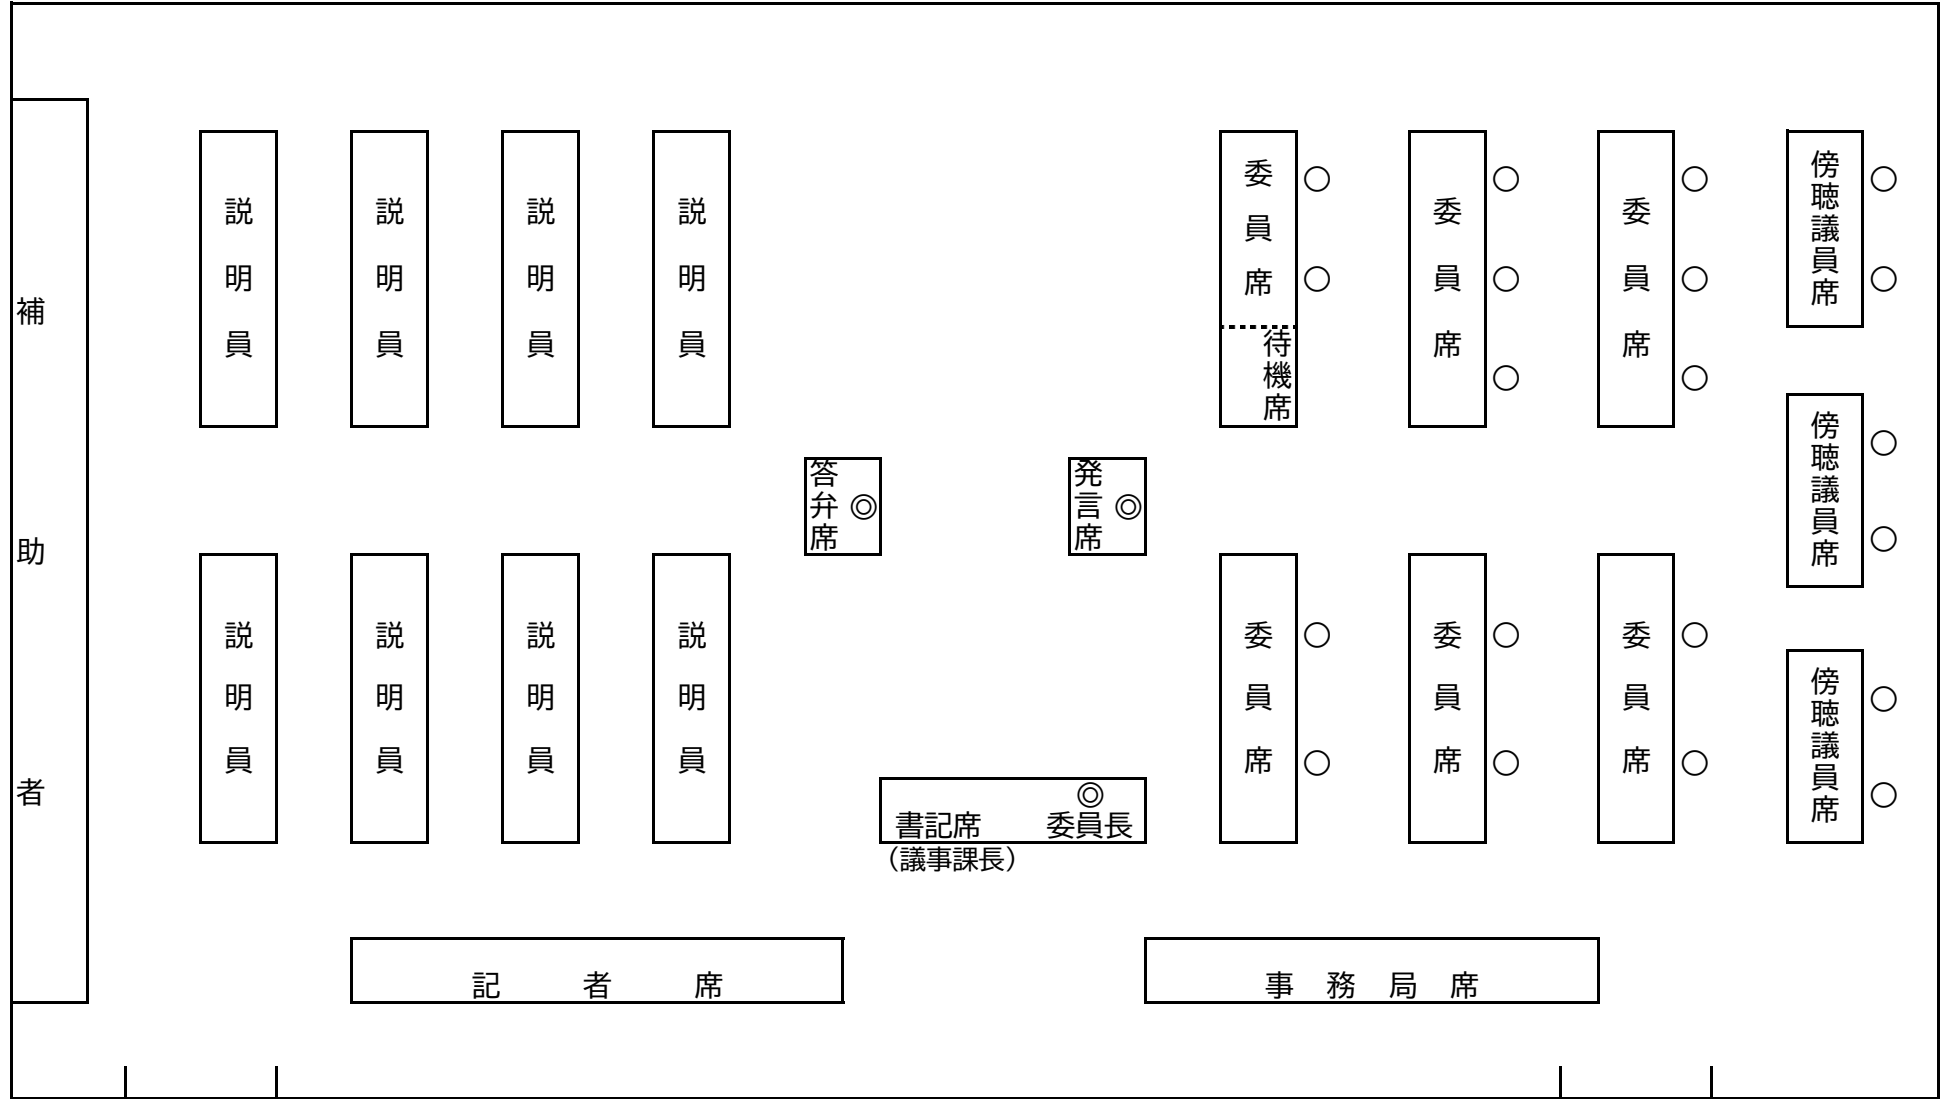 補助者
説明員
説明員
説明員
説明員
委員席
待機席
委員席
委員席
傍聴議員席
答弁席 ◎
発言席 ◎
傍聴議員席
説明員
説明員
説明員
説明員
委員席
委員席
委員席
傍聴議員席
◎
書記席 委員長
（議事課長）
記者席
事務局席